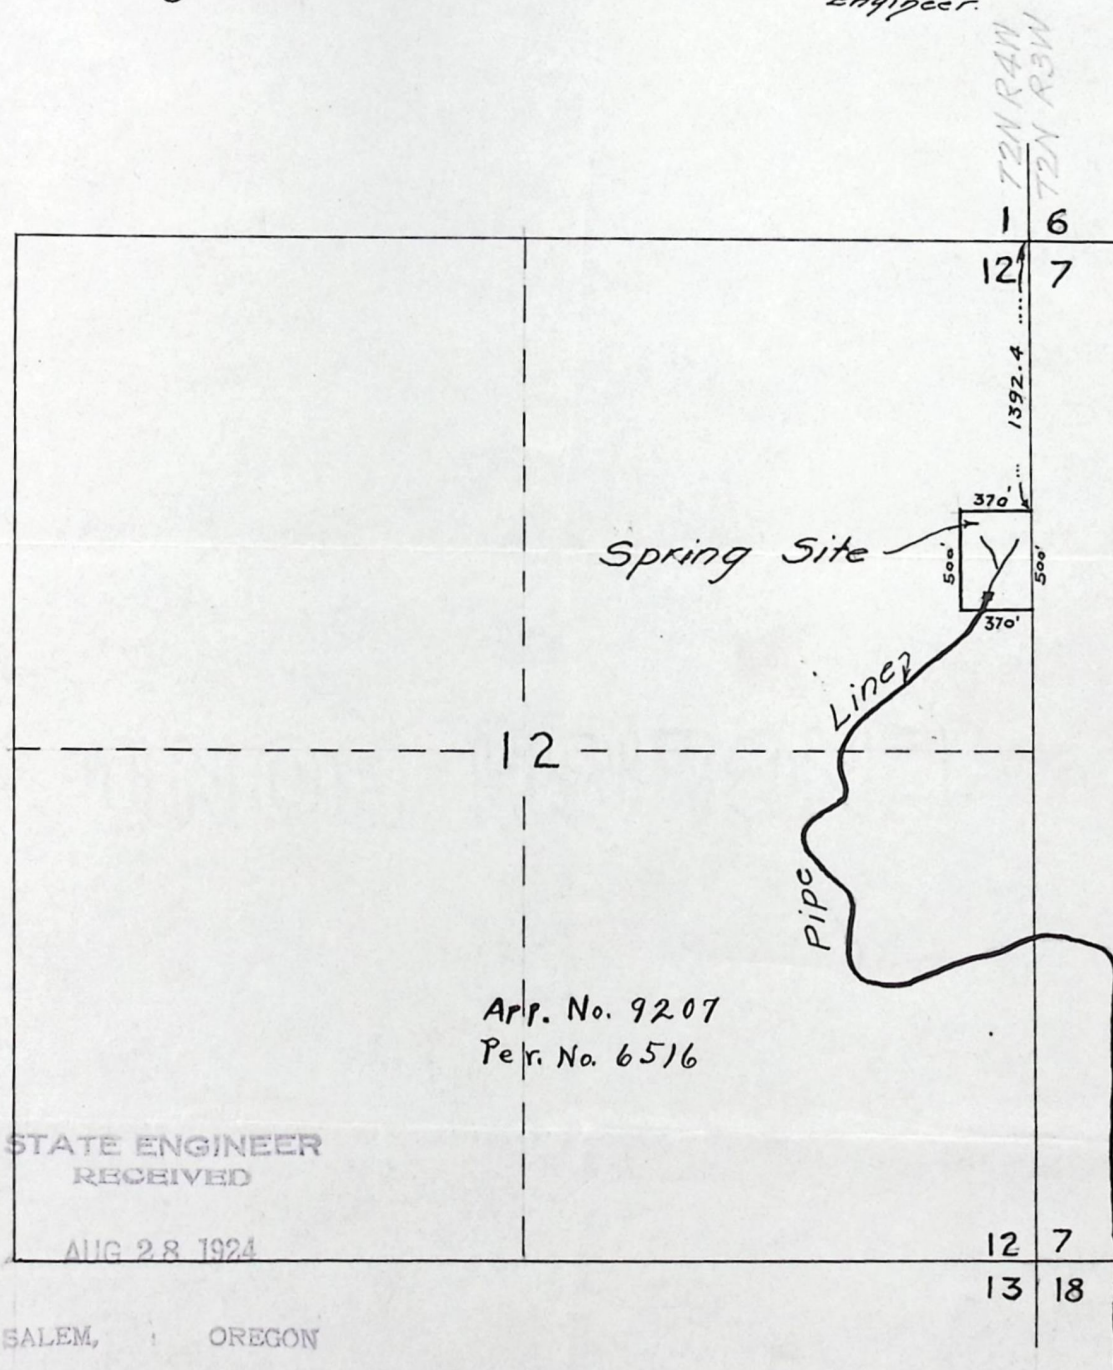 Engineer.
T2N R4W
T2N R3W
1 6
12 7
1392.4
370'
Spring Site
500'
500'
370'
Line
12
Pipe
App. No. 9207
Per. No. 6516
STATE ENGINEER
RECEIVED
AUG 28 1924
12 7
13 18
SALEM, OREGON